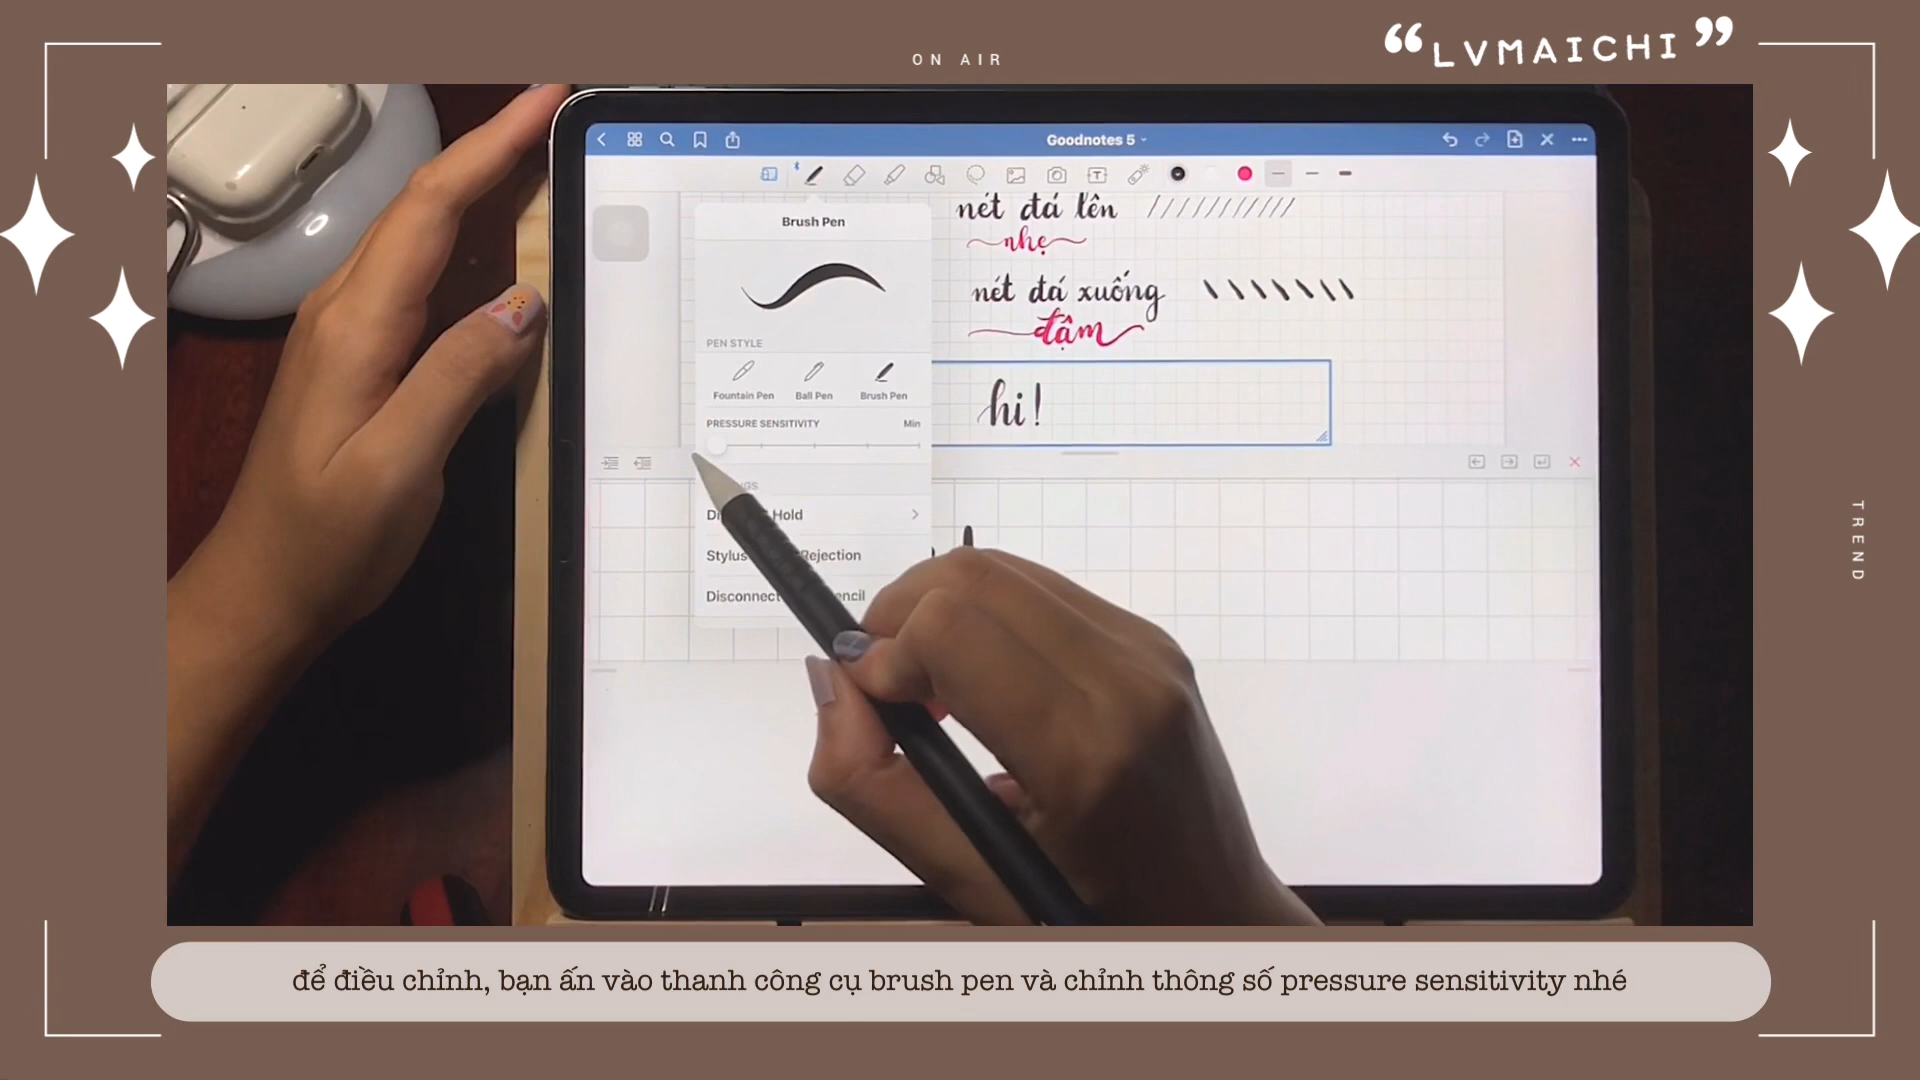 ON AIR
“LVMAICHI”
Goodnotes 5
nét đá lên
nhẹ
Brush Pen
nét đá xuống
đậm
PEN STYLE
Fountain Pen Ball Pen Brush Pen
hi!
PRESSURE SENSITIVITY Min
Hold
Stylus Rejection
Disconnect
TREND
để điều chỉnh, bạn ấn vào thanh công cụ brush pen và chỉnh thông số pressure sensitivity nhé